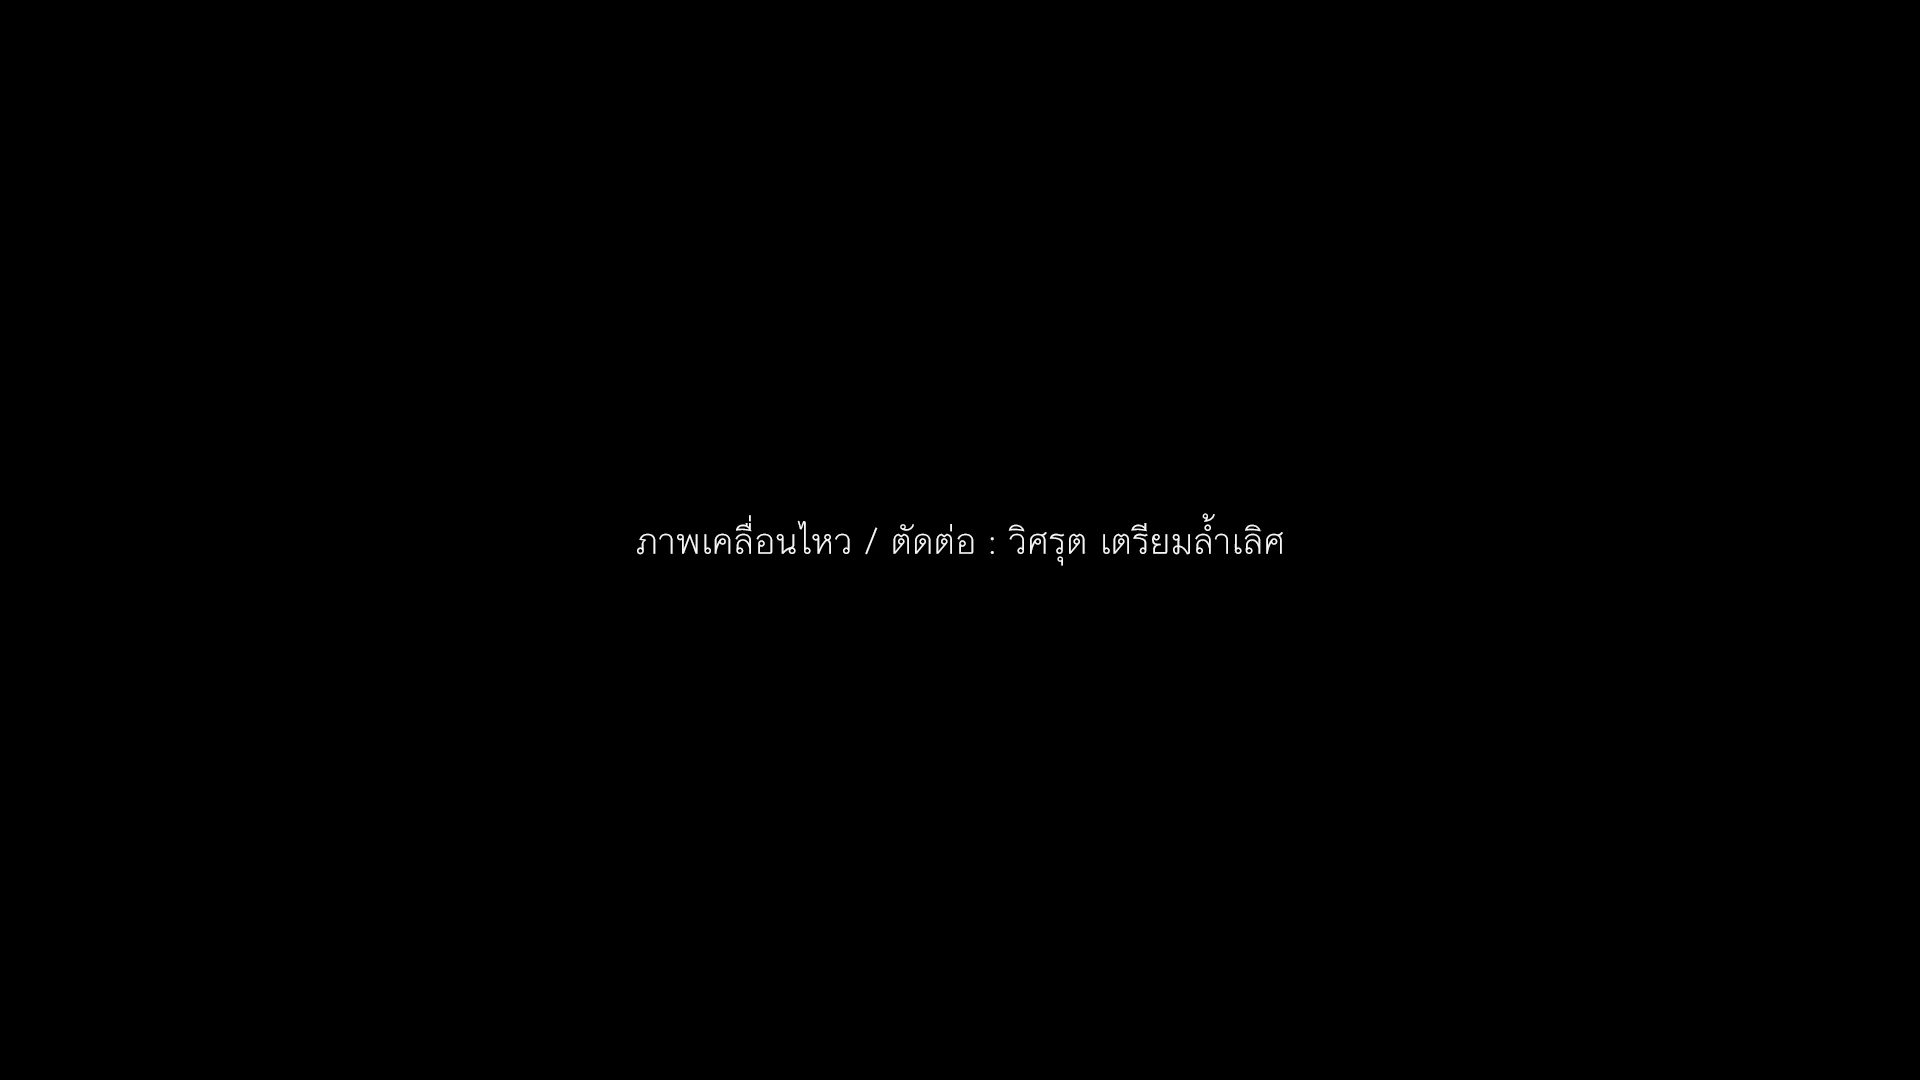 ภาพเคลื่อนไหว / ตัดต่อ : วิศรุต เตรียมล้ำเลิศ